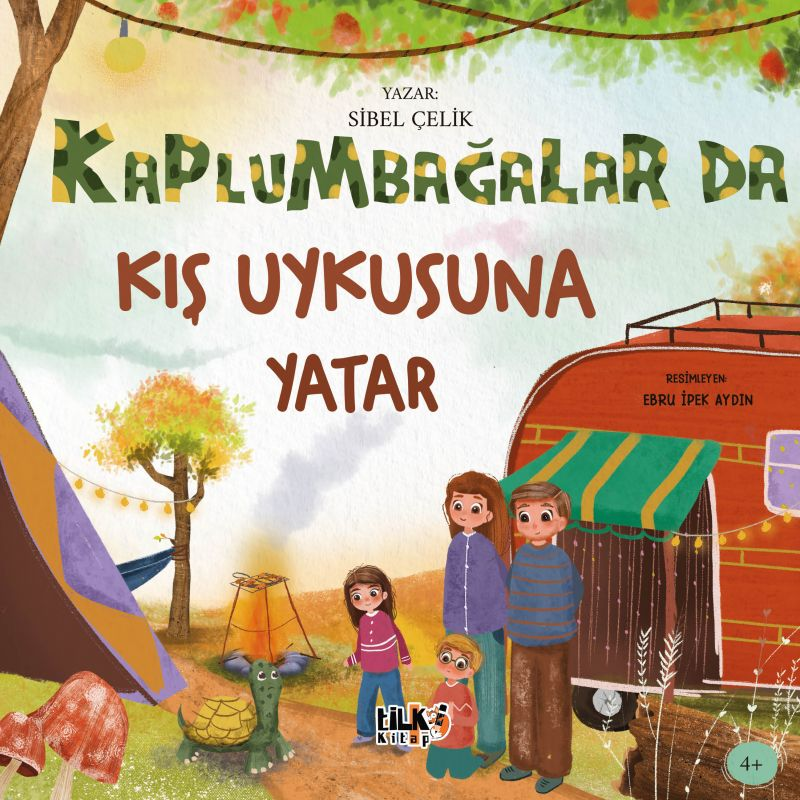 YAZAR:
SİBEL ÇELİK
KAPLUMBAĞALAR DA
KIŞ UYKUSUNA
YATAR
RESİMLEYEN:
EBRU İPEK AYDIN
tiLKi
Kitap
4+